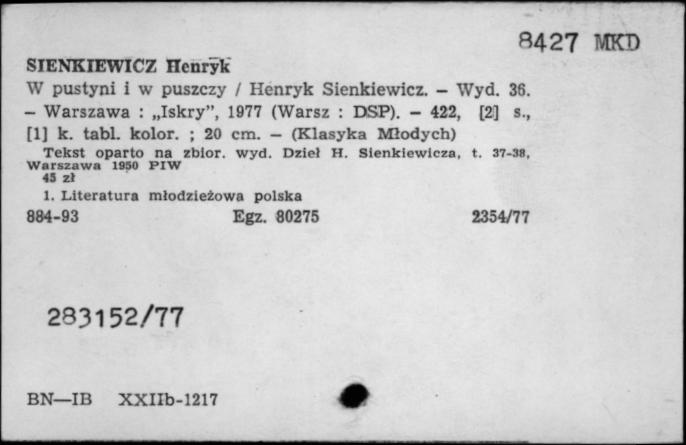 8427 MKD
SIENKIEWICZ Henryk
W pustyni i w puszczy / Henryk Sienkiewicz. — Wyd. 36.
— Warszawa : „Iskry”, 1977 (Warsz : DSP). — 422, [2] s.,
[1] k. tabl. kolor. ; 20 cm. — (Klasyka Młodych)
Tekst oparto na zbior. wyd. Dzieł H. Sienkiewicza, t. 37-38,
Warszawa 1950 PIW
45 zł
1. Literatura młodzieżowa polska
884-93 Egz. 80275 2354/77
283152/77
BN—IB XXIIb-1217